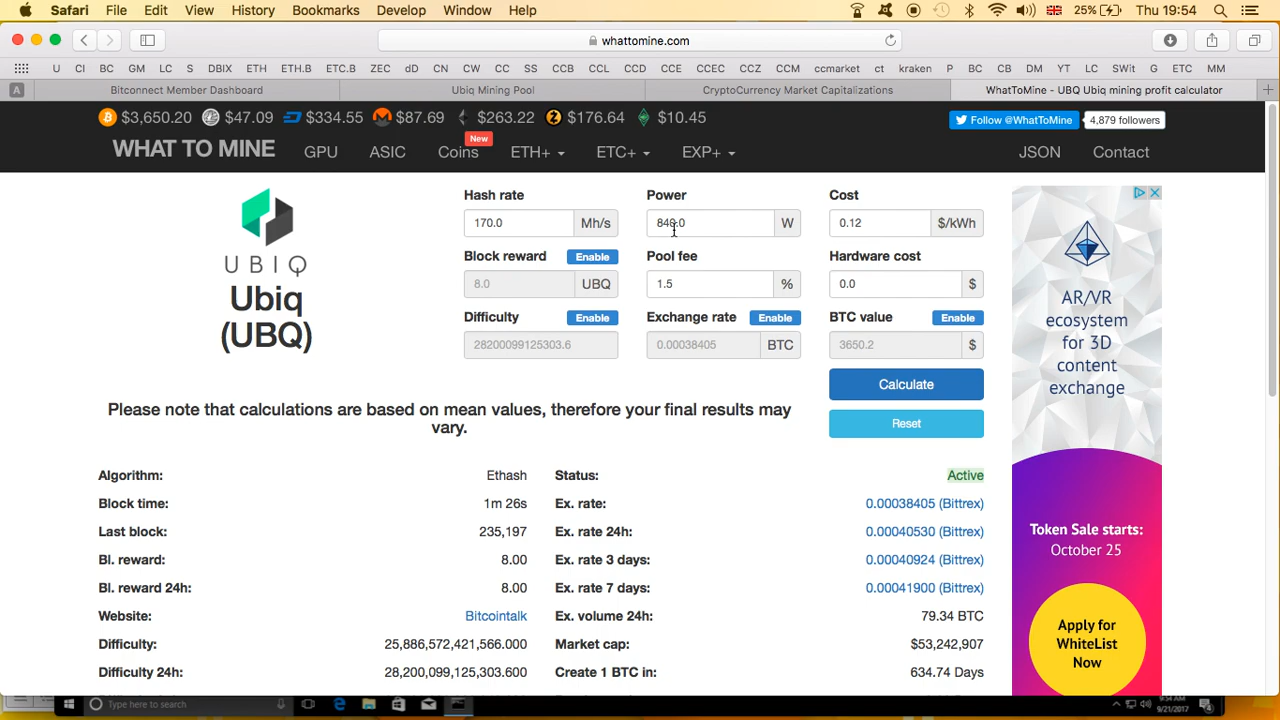 Safari File Edit View History Bookmarks Develop Window Help 25% Thu 19:54
whattomine.com
U CI BC GM LC S DBIX ETH ETH.B ETC.B ZEC dD CN CW CC SS CCB CCL CCD CCE CCEC CCZ CCM ccmarket ct kraken P BC CB DM YT LC SWit G ETC MM
A Bitconnect Member Dashboard Ubiq Mining Pool CryptoCurrency Market Capitalizations WhatToMine - UBQ Ubiq mining profit calculator
$3,650.20 $47.09 $334.55 $87.69 $263.22 $176.64 $10.45 Follow @WhatToMine 4,879 followers
New
WHAT TO MINE GPU ASIC Coins ETH+ ETC+ EXP+ JSON Contact
UBIQ
Ubiq
(UBQ)
Hash rate Power Cost
170.0 Mh/s 840.0 W 0.12 $/kWh
Block reward Enable Pool fee Hardware cost
8.0 UBQ 1.5 % 0.0 $
Difficulty Enable Exchange rate Enable BTC value Enable
28200099125303.6 0.00038405 BTC 3650.2 $
Calculate
Reset
Please note that calculations are based on mean values, therefore your final results may
vary.
Algorithm: Ethash Status: Active
Block time: 1m 26s Ex. rate: 0.00038405 (Bittrex)
Last block: 235,197 Ex. rate 24h: 0.00040530 (Bittrex)
Bl. reward: 8.00 Ex. rate 3 days: 0.00040924 (Bittrex)
Bl. reward 24h: 8.00 Ex. rate 7 days: 0.00041900 (Bittrex)
Website: Bitcointalk Ex. volume 24h: 79.34 BTC
Difficulty: 25,886,572,421,566.000 Market cap: $53,242,907
Difficulty 24h: 28,200,099,125,303.600 Create 1 BTC in: 634.74 Days
AR/VR
ecosystem
for 3D
content
exchange
Token Sale starts:
October 25
Apply for
WhiteList
Now
Type here to search
9/21/2017